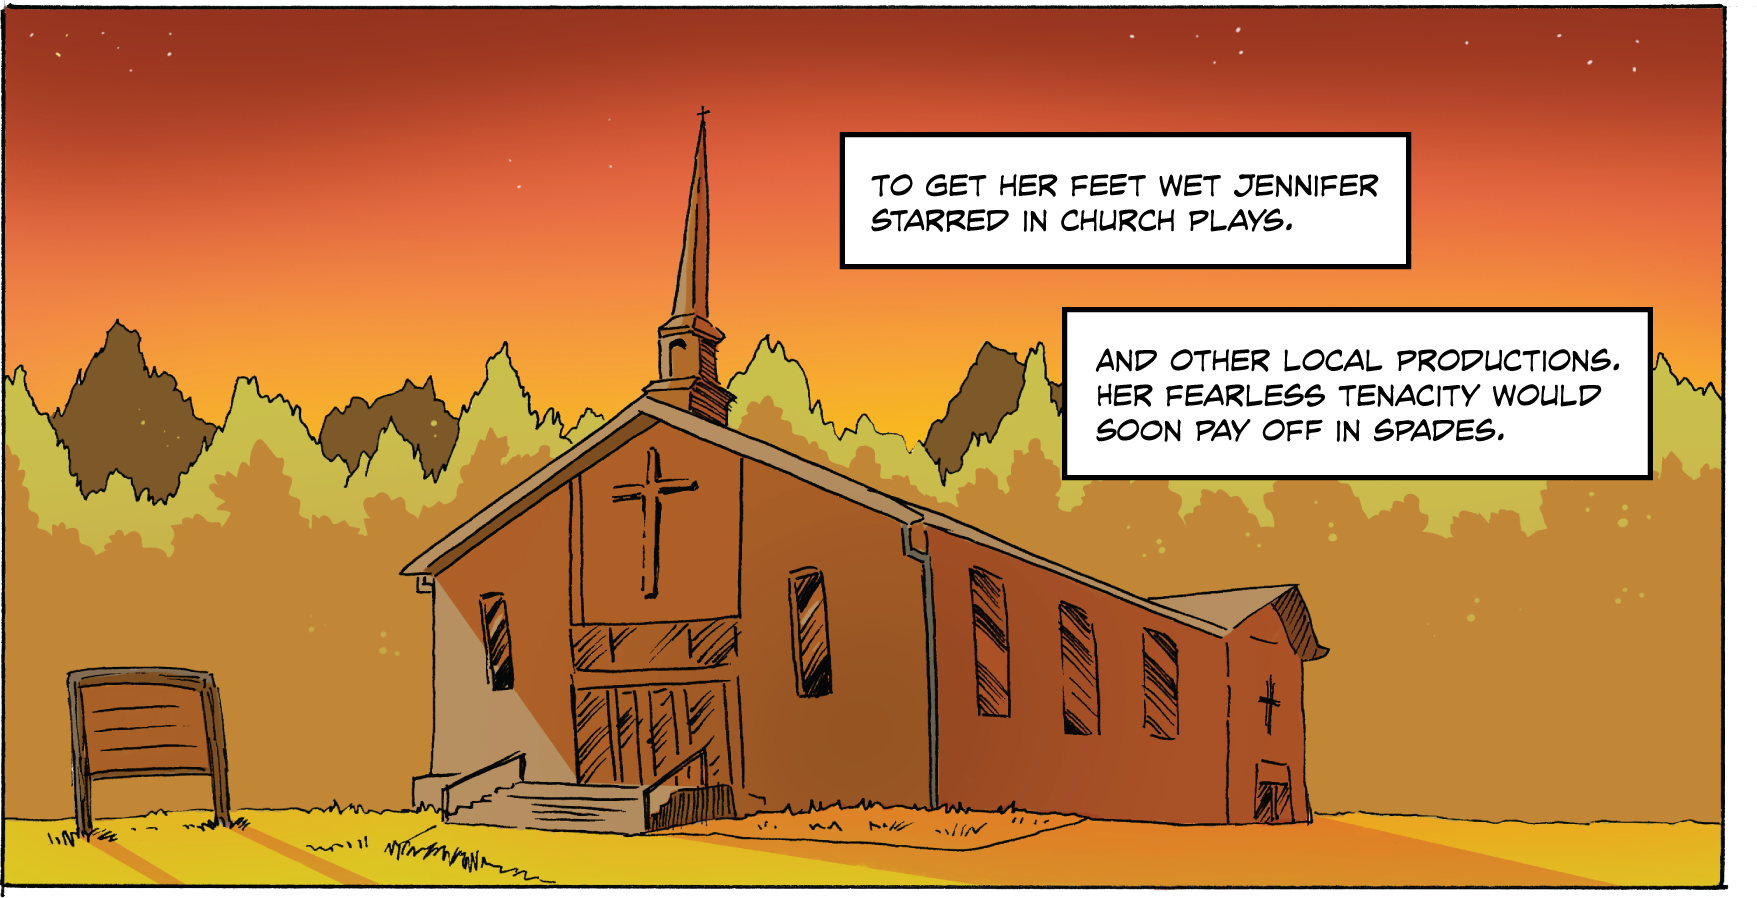 TO GET HER FEET WET JENNIFER
STARRED IN CHURCH PLAYS.
AND OTHER LOCAL PRODUCTIONS.
HER FEARLESS TENACITY WOULD
SOON PAY OFF IN SPADES.